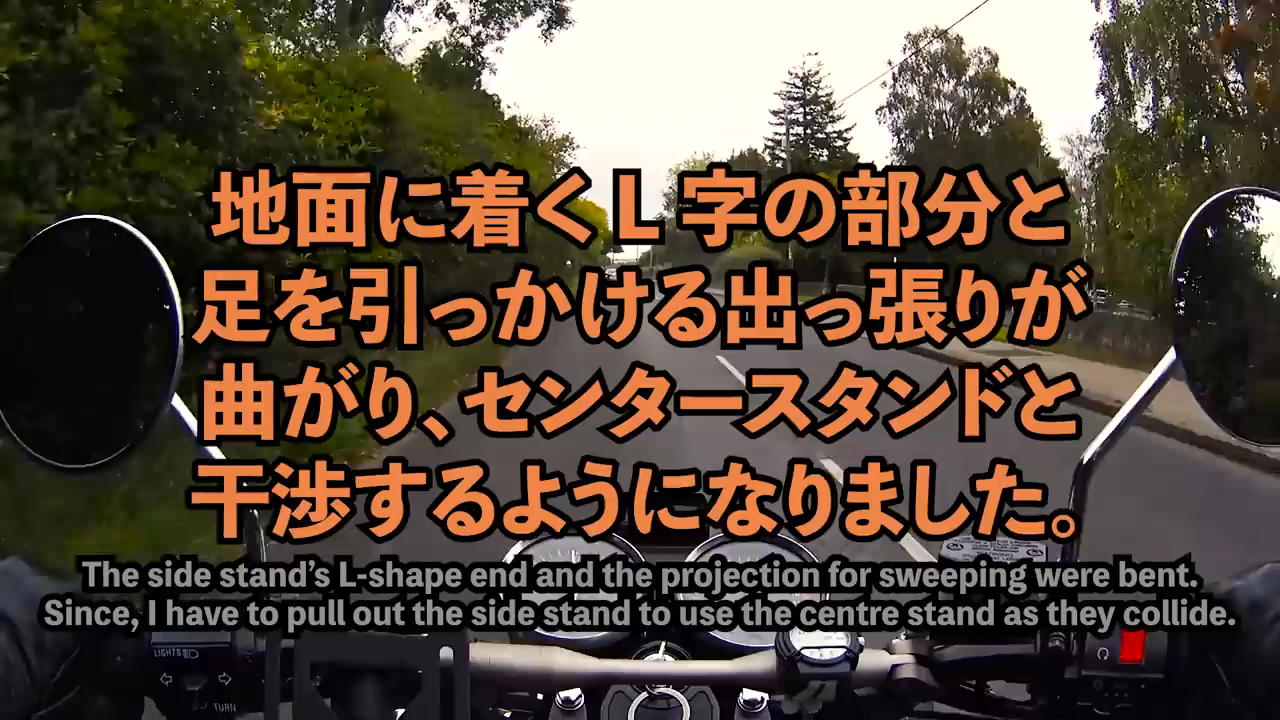 地面に着くL字の部分と
足を引っかける出っ張りが
曲がり、センタースタンドと
干渉するようになりました。
The side stand’s L-shape end and the projection for sweeping were bent.
Since, I have to pull out the side stand to use the centre stand as they collide.
LIGHTS
TURN